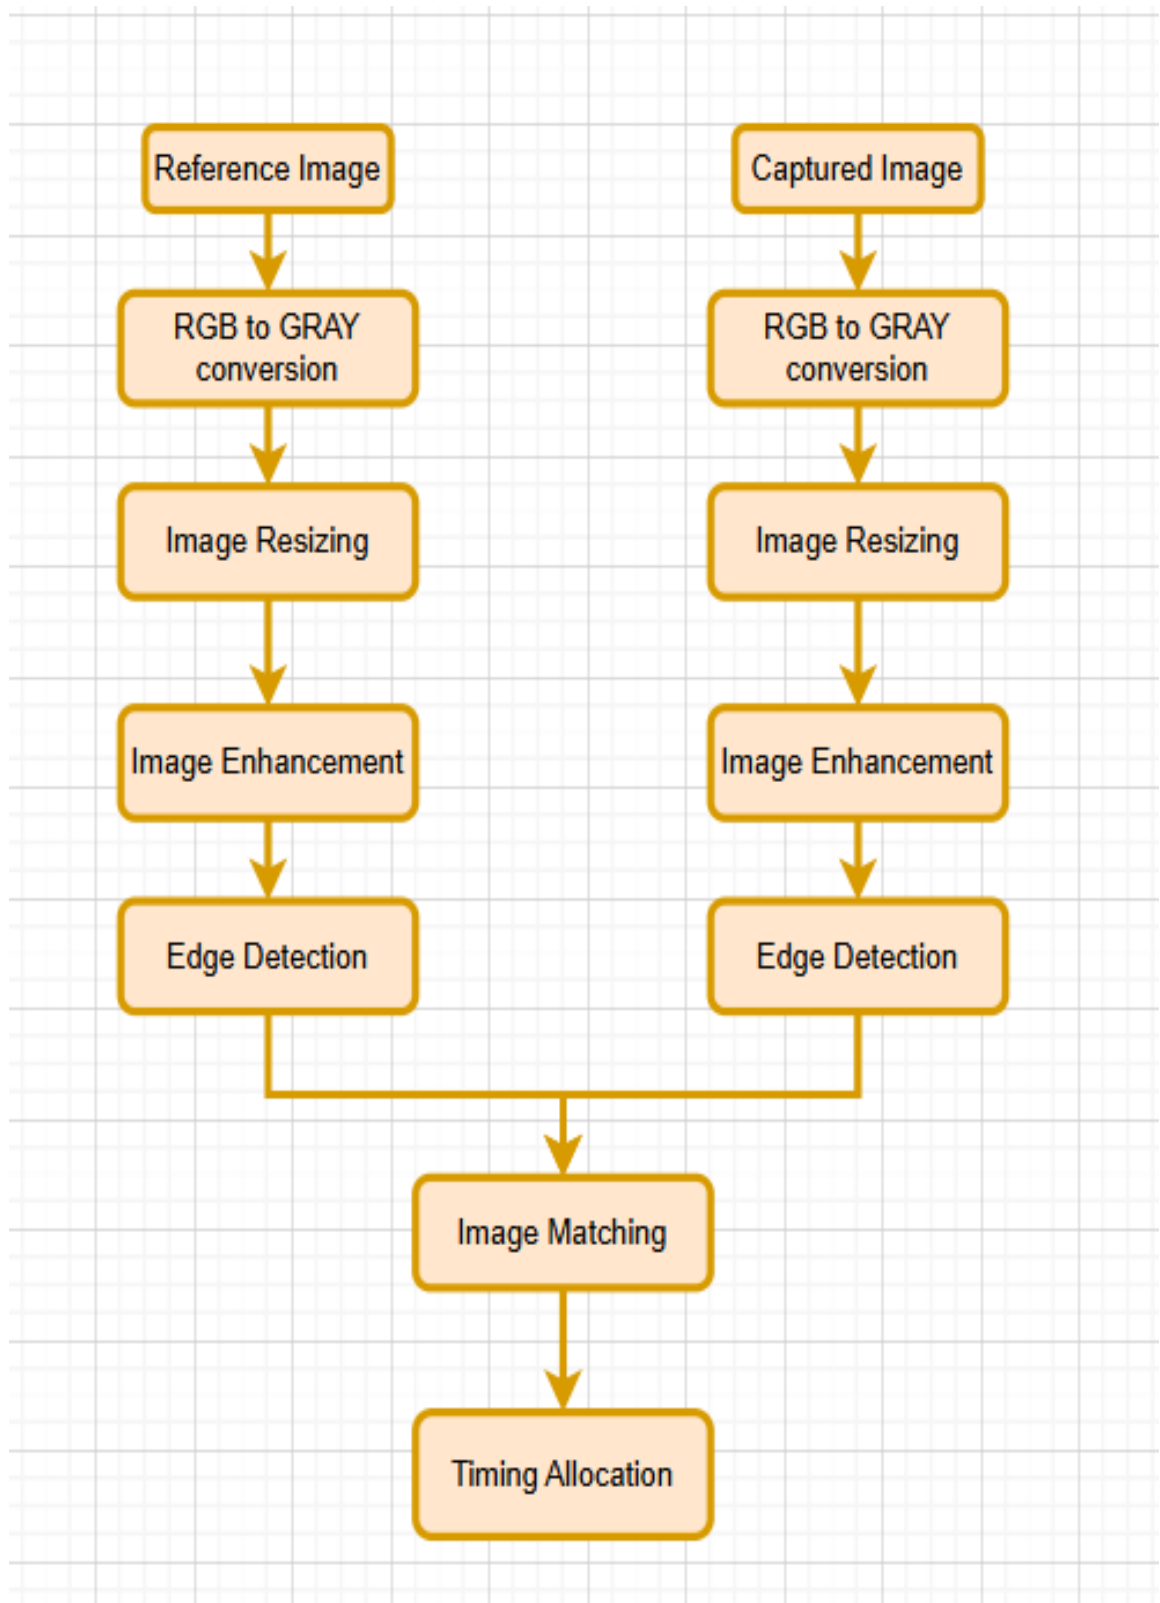 Reference Image
Captured Image
RGB to GRAY
conversion
RGB to GRAY
conversion
Image Resizing
Image Resizing
Image Enhancement
Image Enhancement
Edge Detection
Edge Detection
Image Matching
Timing Allocation